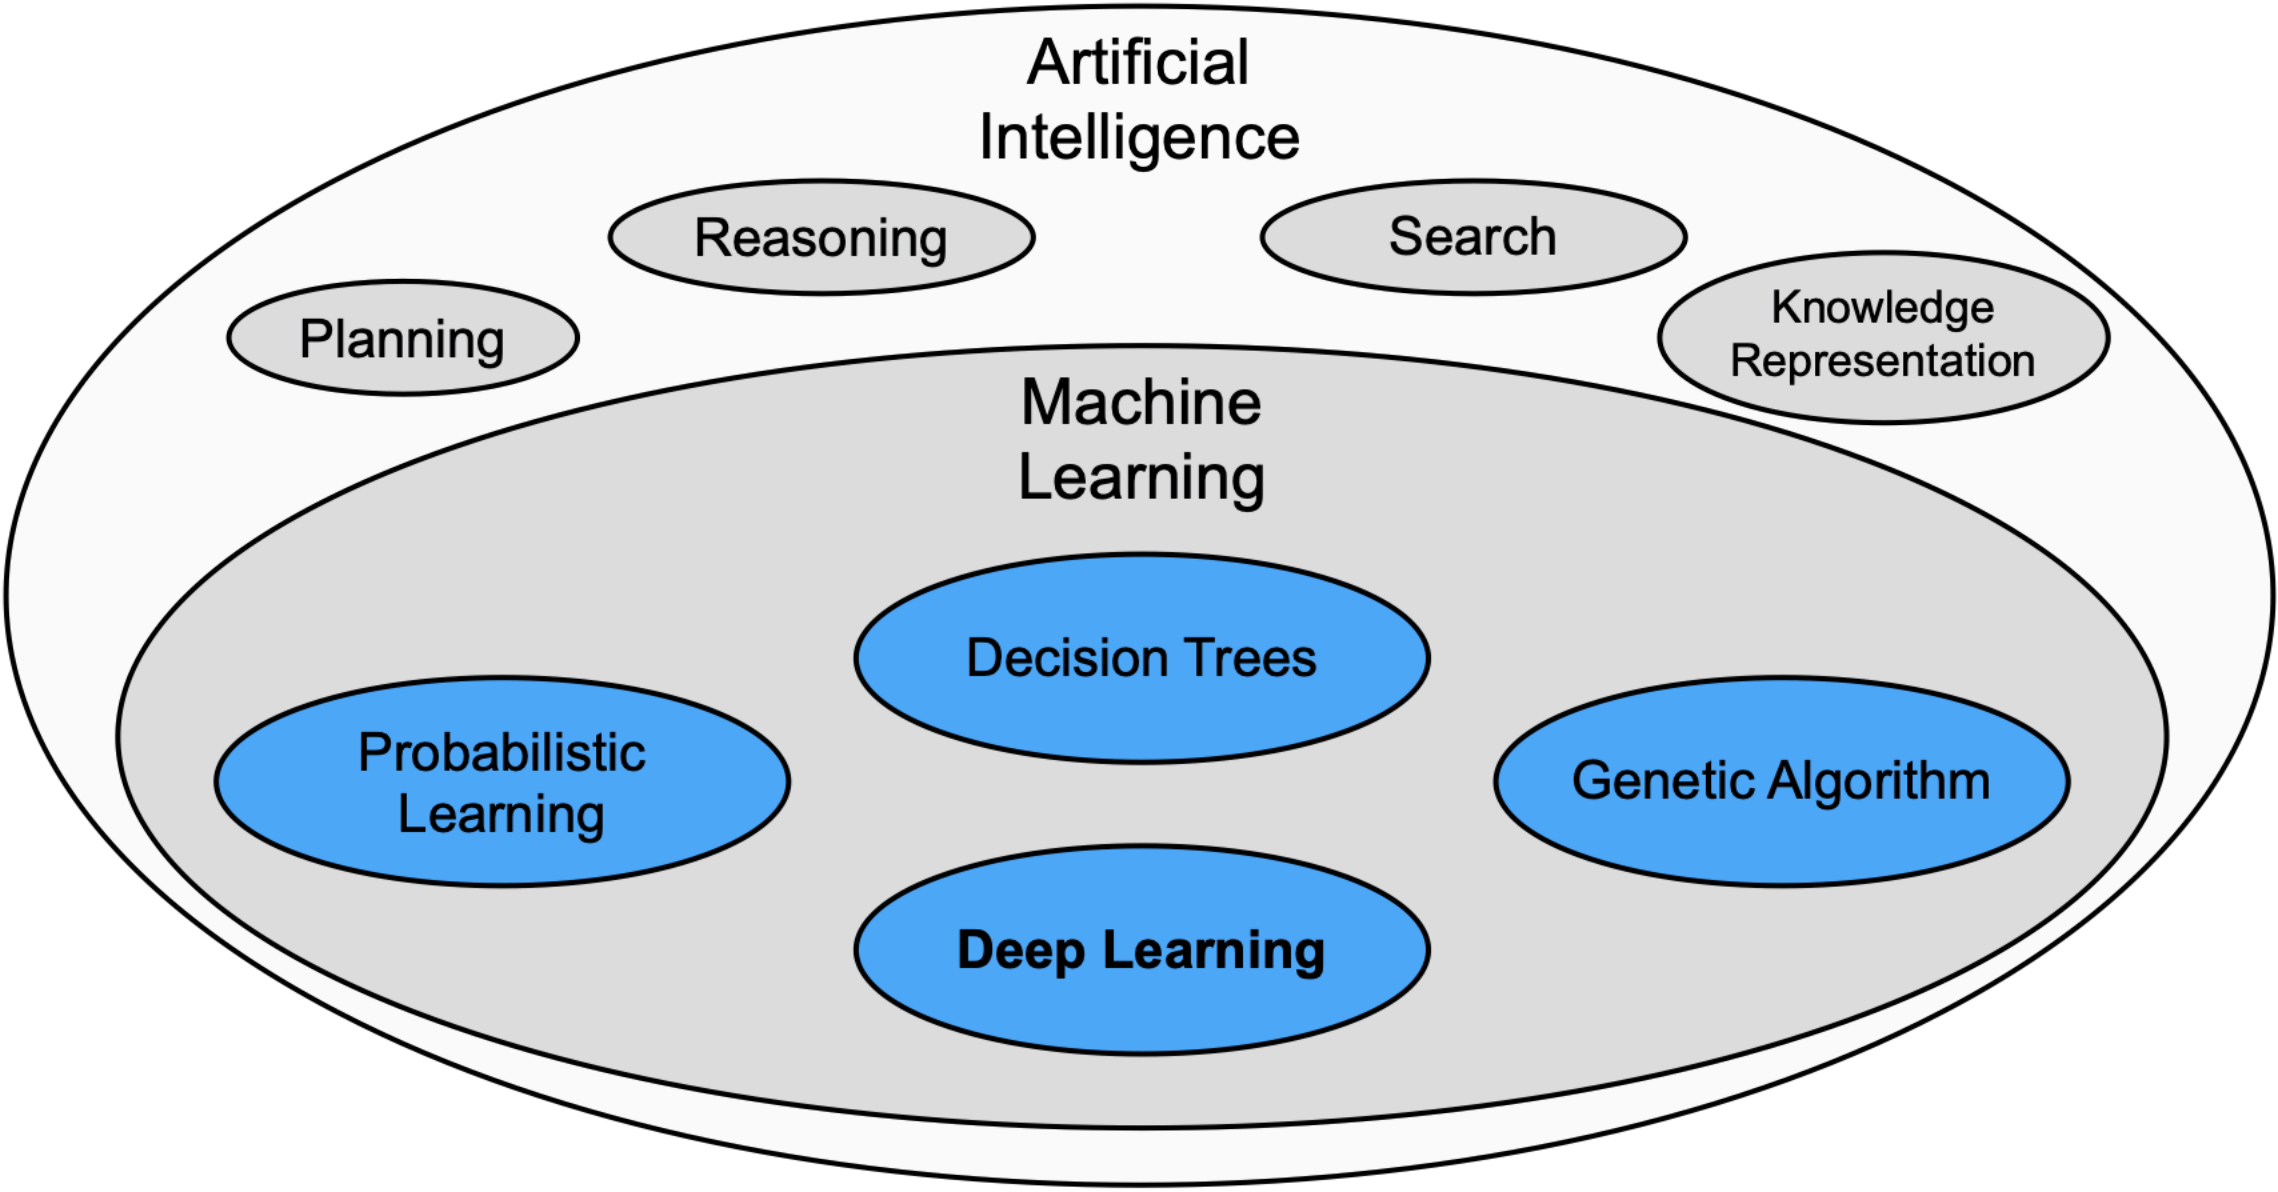 Artificial
Intelligence
Reasoning
Search
Planning
Knowledge
Representation
Machine
Learning
Decision Trees
Probabilistic
Learning
Genetic Algorithm
Deep Learning